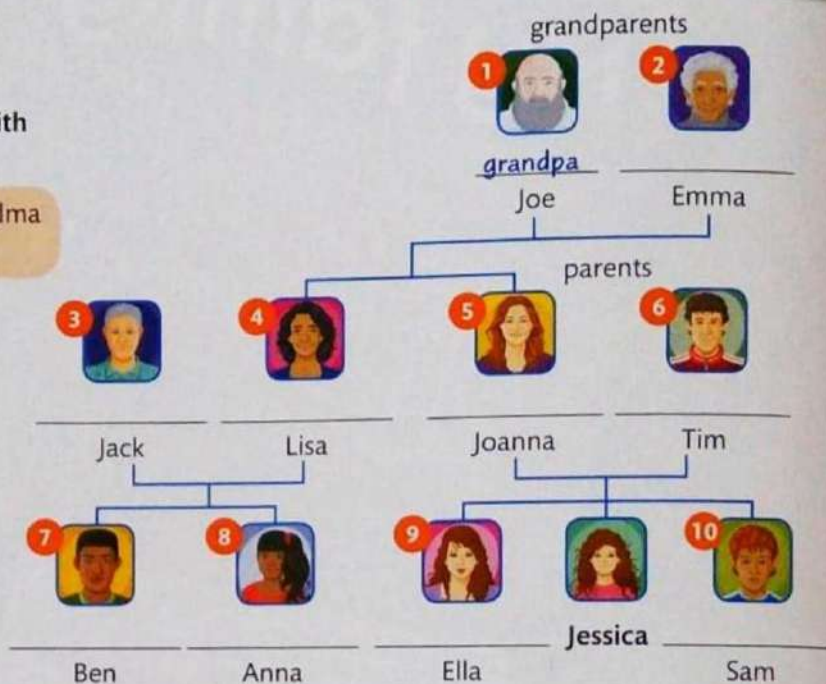 grandparents
1 2
ith
grandpa
lma
Joe Emma
parents
3 4 5 6
Jack Lisa Joanna Tim
7 8 9 10
Jessica
Ben Anna Ella Sam